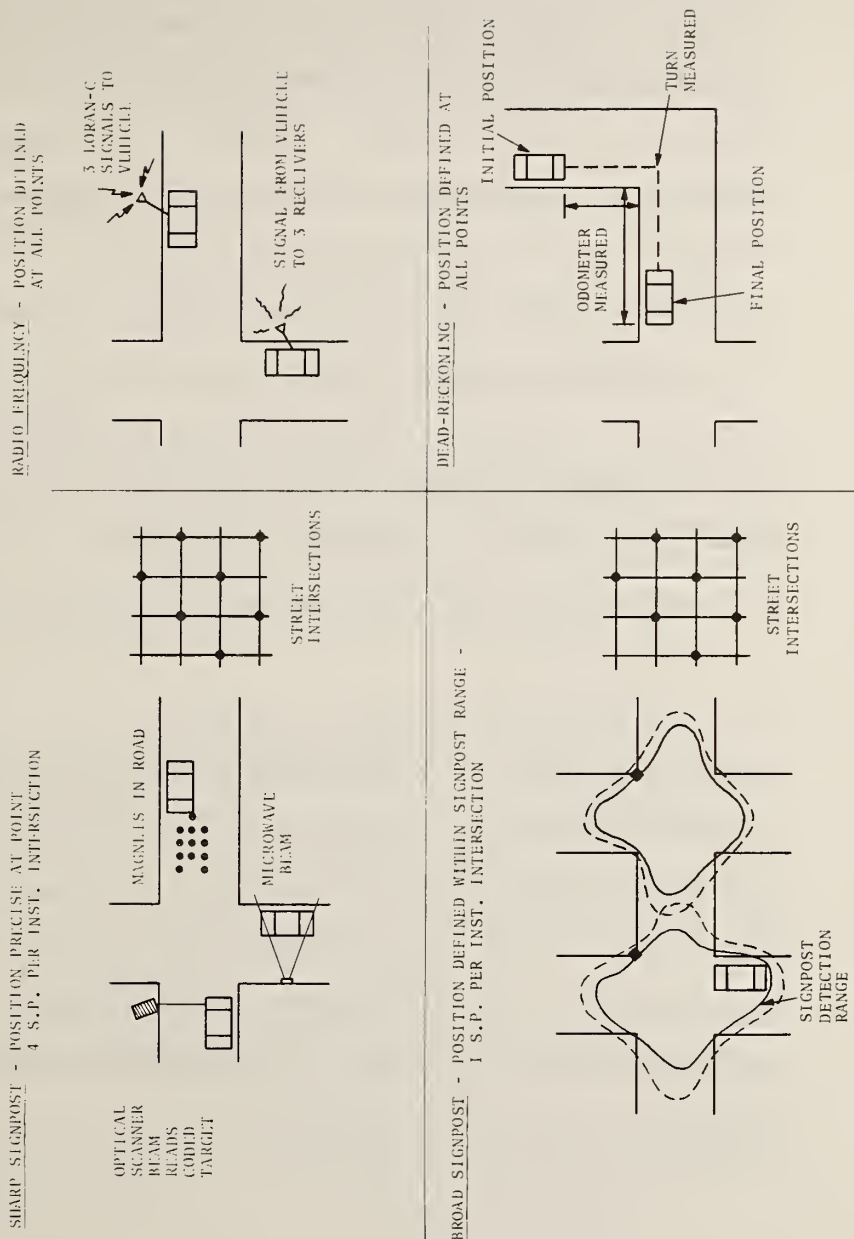 SHARP SIGNPOST - POSITION PRECISE AT POINT
4 S.P. PER INST. INTERSECTION
OPTICAL
SCANNER
BEAM
READS
CODED
TARGET
MAGNETS IN ROAD
MICROWAVE
BEAM
STREET
INTERSECTIONS
RADIO FREQUENCY - POSITION DEFINED
AT ALL POINTS
3 LORAN-C
SIGNALS TO
VEHICLE
SIGNAL FROM VEHICLE
TO 3 RECEIVERS
BROAD SIGNPOST - POSITION DEFINED WITHIN SIGNPOST RANGE -
1 S.P. PER INST. INTERSECTION
SIGNPOST
DETECTION
RANGE
STREET
INTERSECTIONS
DEAD-RECKONING - POSITION DEFINED AT
ALL POINTS
INITIAL POSITION
ODOMETER
MEASURED
TURN
MEASURED
FINAL POSITION